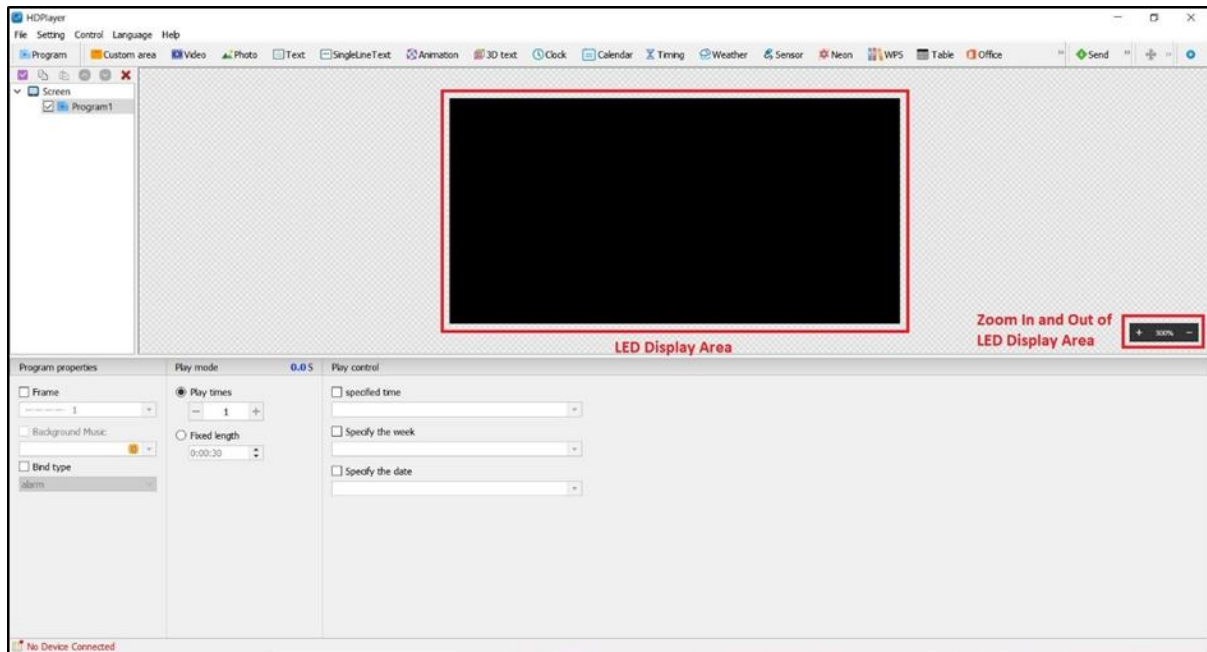 HDPlayer
File Setting Control Language Help
Program Custom area Video Photo Text SingleLineText Animation 3D text Clock Calendar Timing Weather Sensor Neon WPS Table Office Send
Screen
Program1
LED Display Area
Zoom In and Out of
LED Display Area
+ 300% −
Program properties Play mode 0.0 S Play control
Frame Play times specified time
1 − 1 +
Background Music Fixed length Specify the week
0:00:30
Bind type Specify the date
alarm
No Device Connected